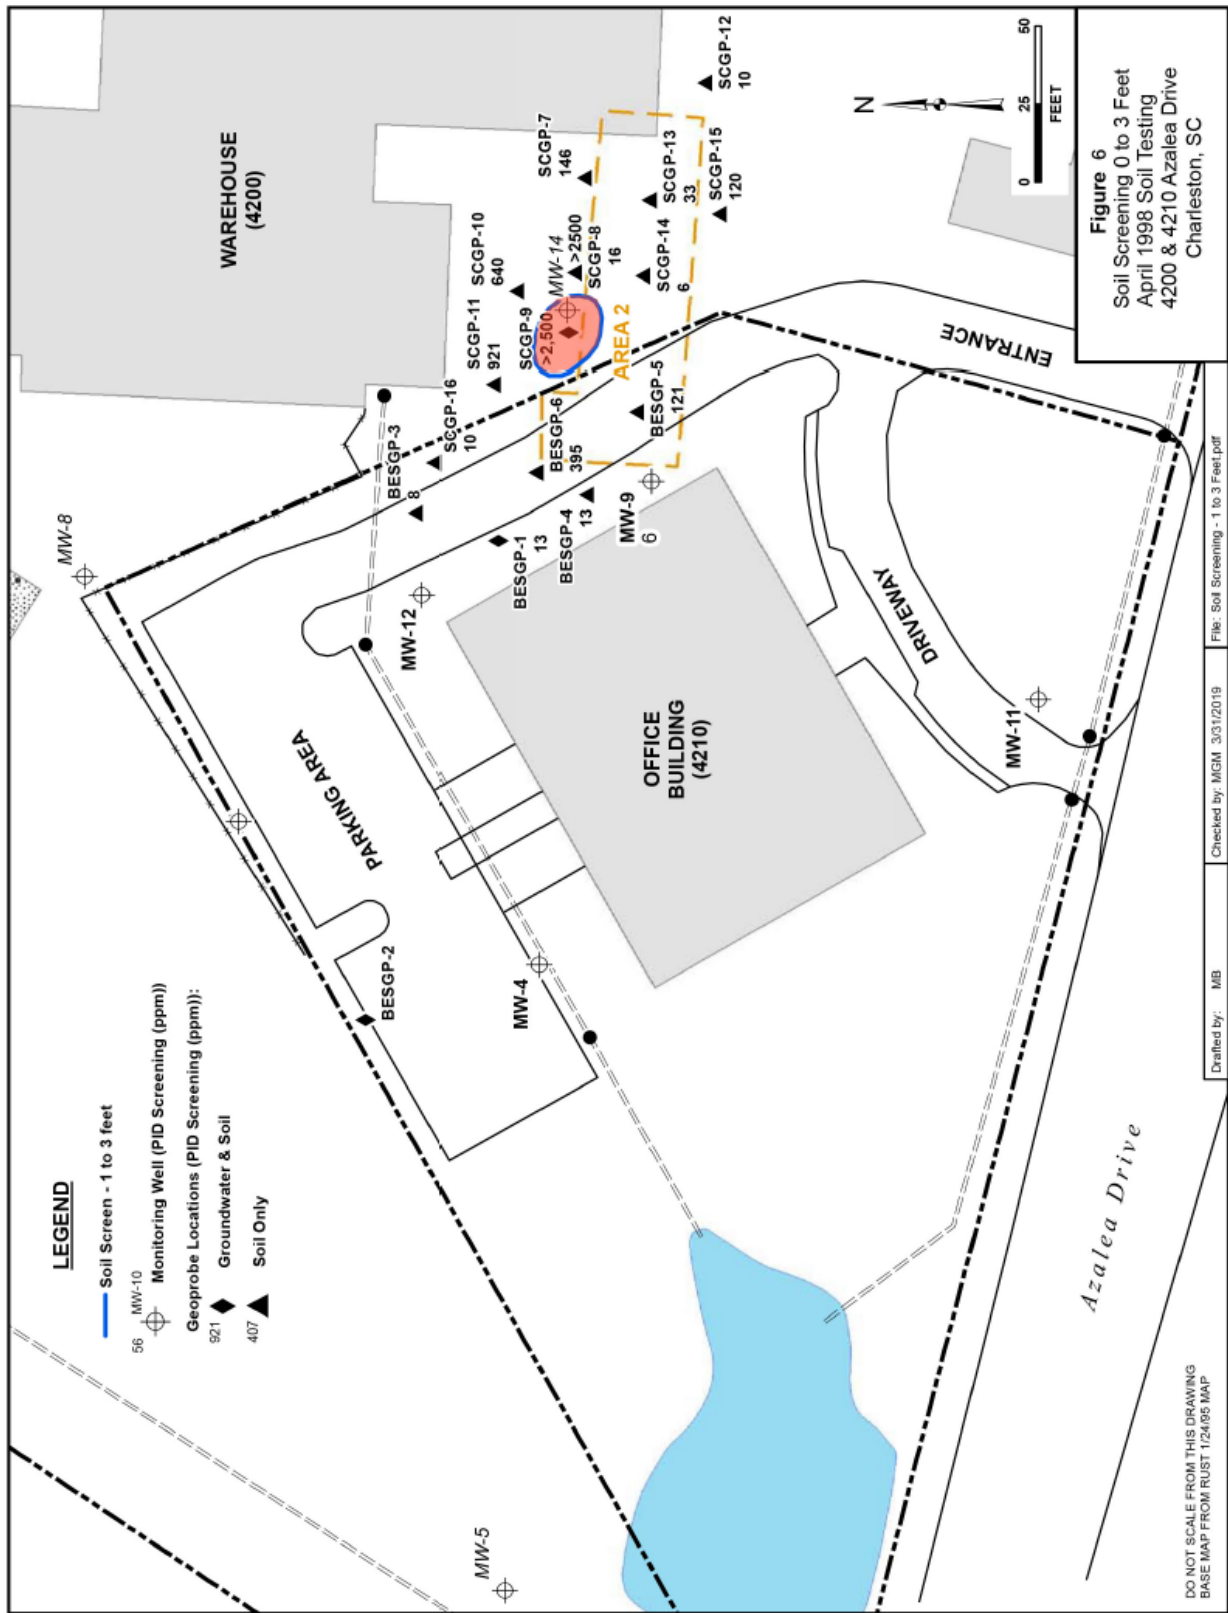 LEGEND
Soil Screen - 1 to 3 feet
56
MW-10
Monitoring Well (PID Screening (ppm))
Geoprobe Locations (PID Screening (ppm)):
921
Groundwater & Soil
407
Soil Only
MW-8
WAREHOUSE
(4200)
BESGP-3
8
SCGP-16
10
SCGP-11
921
SCGP-10
640
SCGP-9
>2,500
MW-14
>2500
SCGP-8
16
SCGP-7
146
SCGP-12
10
SCGP-13
33
SCGP-15
120
SCGP-14
6
AREA 2
BESGP-6
395
BESGP-5
121
BESGP-1
13
BESGP-4
13
MW-9
6
MW-12
PARKING AREA
BESGP-2
MW-4
OFFICE
BUILDING
(4210)
DRIVEWAY
ENTRANCE
MW-11
MW-5
Azalea Drive
N
0
25
50
FEET
Figure 6
Soil Screening 0 to 3 Feet
April 1998 Soil Testing
4200 & 4210 Azalea Drive
Charleston, SC
DO NOT SCALE FROM THIS DRAWING
BASE MAP FROM RUST 1/24/95 MAP
Drafted by: MB
Checked by: MGM 3/31/2019
File: Soil Screening - 1 to 3 Feet.pdf